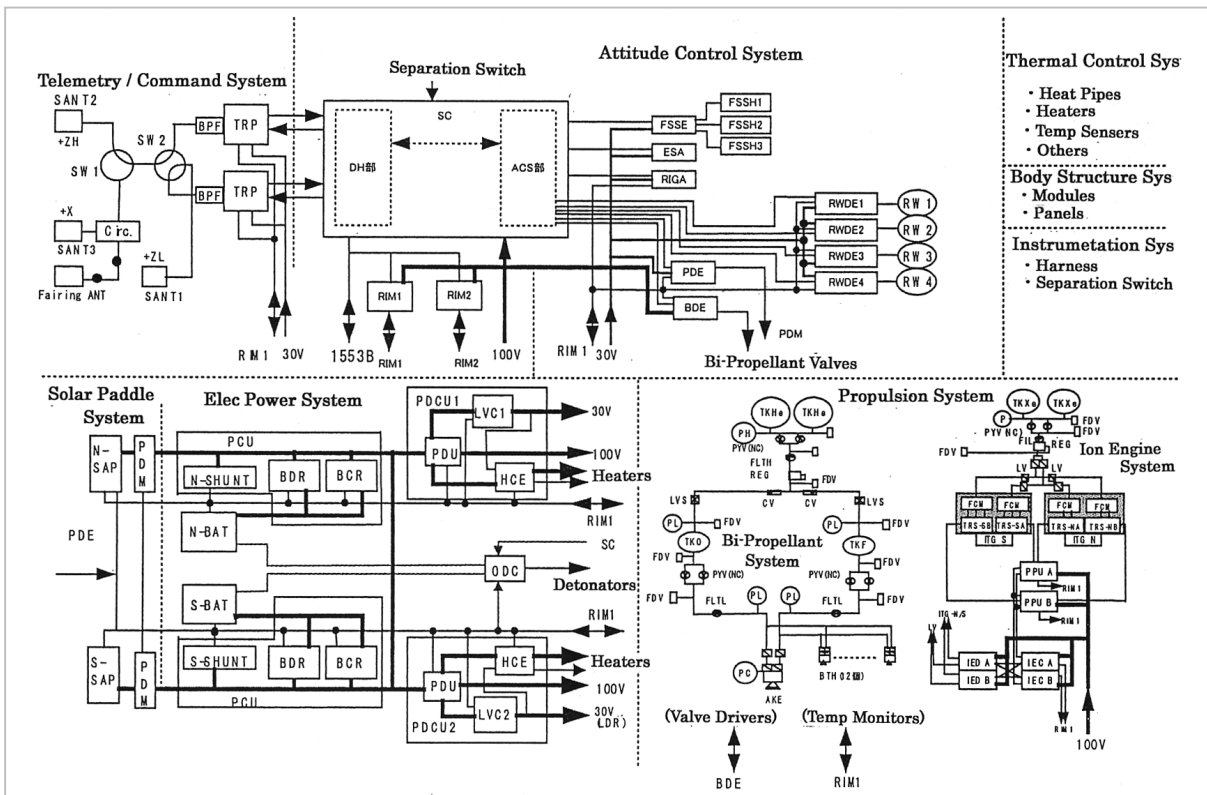 Telemetry / Command System
SANT2
+ZH
SW1
SW2
BPF
TRP
BPF
TRP
+X
SANT3
Circ.
+ZL
SANT1
Fairing ANT
RIM1
30V
Attitude Control System
Separation Switch
SC
DH部
ACS部
FSSE
FSSH1
FSSH2
FSSH3
ESA
RIGA
RWDE1
RW 1
RWDE2
RW 2
RWDE3
RW 3
RWDE4
RW 4
PDE
BDE
RIM1
RIM2
1553B
RIM1
RIM2
100V
RIM1
30V
PDM
Bi-Propellant Valves
Thermal Control Sys
・Heat Pipes
・Heaters
・Temp Sensers
・Others
Body Structure Sys
・Modules
・Panels
Instrumetation Sys
・Harness
・Separation Switch
Solar Paddle
System
N-
SAP
PDM
PDE
S-
SAP
PDM
Elec Power System
PCU
N-SHUNT
BDR
BCR
N-BAT
S-BAT
S-SHUNT
BDR
BCR
PCU
PDCU1
LVC1
PDU
HCE
30V
100V
Heaters
RIM1
SC
ODC
Detonators
RIM1
HCE
PDU
LVC2
PDCU2
Heaters
100V
30V
(LDR)
Propulsion System
TKHe
TKHe
PH
PYV(NC)
FLTH
REG
FDV
LVS
CV
CV
LVS
PL
FDV
PL
FDV
Bi-Propellant
System
TKO
TKF
FDV
FDV
PYV(NC)
PYV(NC)
FDV
FDV
FLTL
PL
PL
FLTL
PC
AKE
(Valve Drivers)
(Temp Monitors)
BDE
RIM1
TKXe
TKXe
P
FDV
FDV
PYV(NC)
FIL
REG
FDV
Ion Engine
System
LV
LV
FCM
FCM
FCM
FCM
TRS-SB
TRS-SA
TRS-NA
TRS-NB
ITG S
ITG N
PPU A
RIM1
PPU B
RIM1
LV
ITG-N/S
IED A
IEC A
IED B
IEC B
RIM1
100V